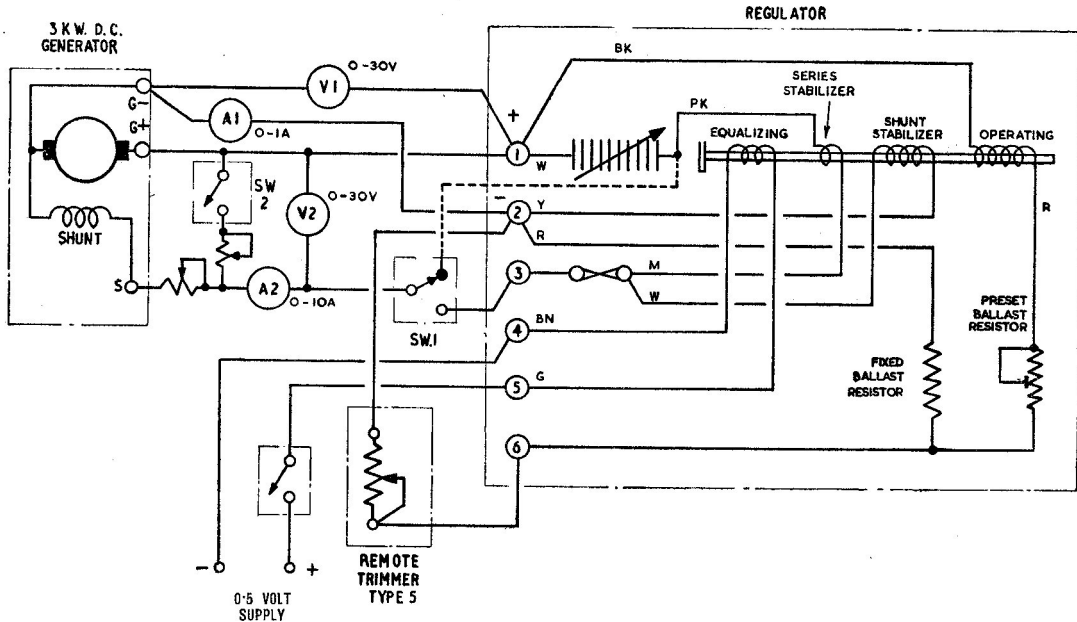 REGULATOR
3 K W. D. C.
GENERATOR
G-
G+
V1
0-30V
A1
0-1A
SW
2
V2
0-30V
SHUNT
S
A2
0-10A
SW.1
+
1
W
-
2
Y
R
3
M
W
4
BN
5
G
6
BK
PK
SERIES
STABILIZER
EQUALIZING
SHUNT
STABILIZER
OPERATING
R
PRESET
BALLAST
RESISTOR
FIXED
BALLAST
RESISTOR
REMOTE
TRIMMER
TYPE 5
- +
0·5 VOLT
SUPPLY